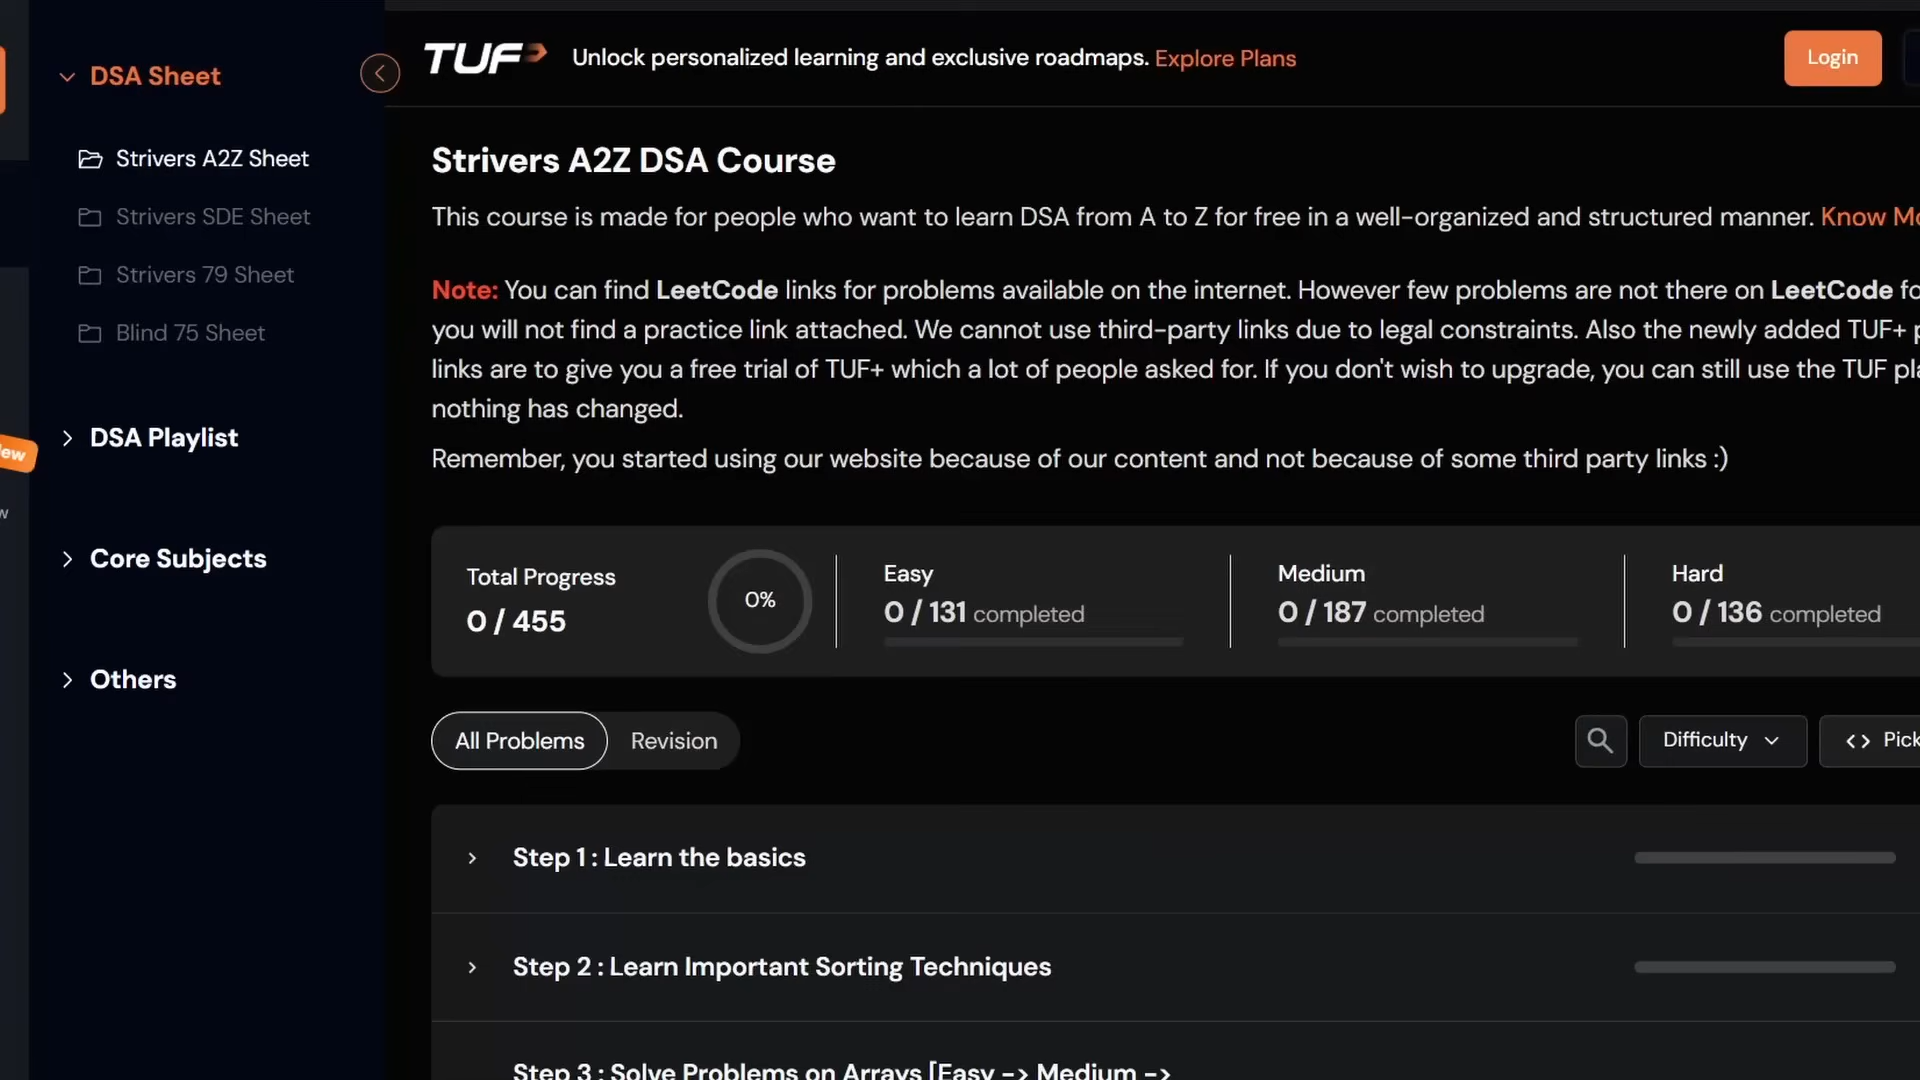 DSA Sheet
Strivers A2Z Sheet
Strivers SDE Sheet
Strivers 79 Sheet
Blind 75 Sheet
DSA Playlist
Core Subjects
Others
TUF
Unlock personalized learning and exclusive roadmaps. Explore Plans
Login
Strivers A2Z DSA Course
This course is made for people who want to learn DSA from A to Z for free in a well-organized and structured manner. Know
Note: You can find LeetCode links for problems available on the internet. However few problems are not there on LeetCode
you will not find a practice link attached. We cannot use third-party links due to legal constraints. Also the newly added TUF+
links are to give you a free trial of TUF+ which a lot of people asked for. If you don't wish to upgrade, you can still use the TUF
nothing has changed.
Remember, you started using our website because of our content and not because of some third party links :)
Total Progress
0 / 455
0%
Easy
0 / 131 completed
Medium
0 / 187 completed
Hard
0 / 136 completed
All Problems
Revision
Difficulty
<> Pick
Step 1 : Learn the basics
Step 2 : Learn Important Sorting Techniques
Step 3 : Solve Problems on Arrays [Easy -> Medium ->